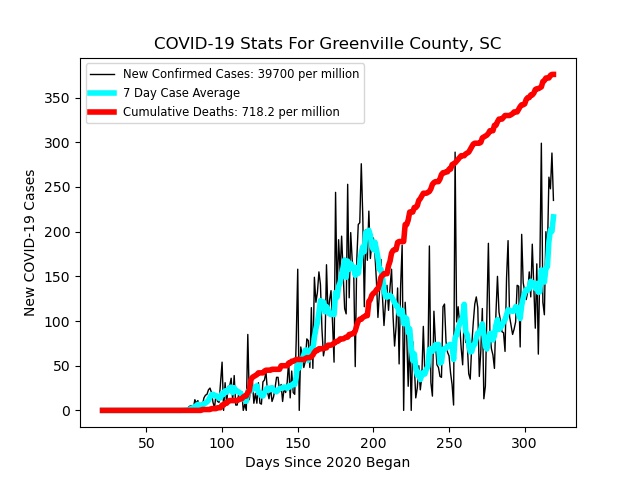 COVID-19 Stats For Greenville County, SC
New Confirmed Cases: 39700 per million
7 Day Case Average
Cumulative Deaths: 718.2 per million
New COVID-19 Cases
350
300
250
200
150
100
50
0
50 100 150 200 250 300
Days Since 2020 Began